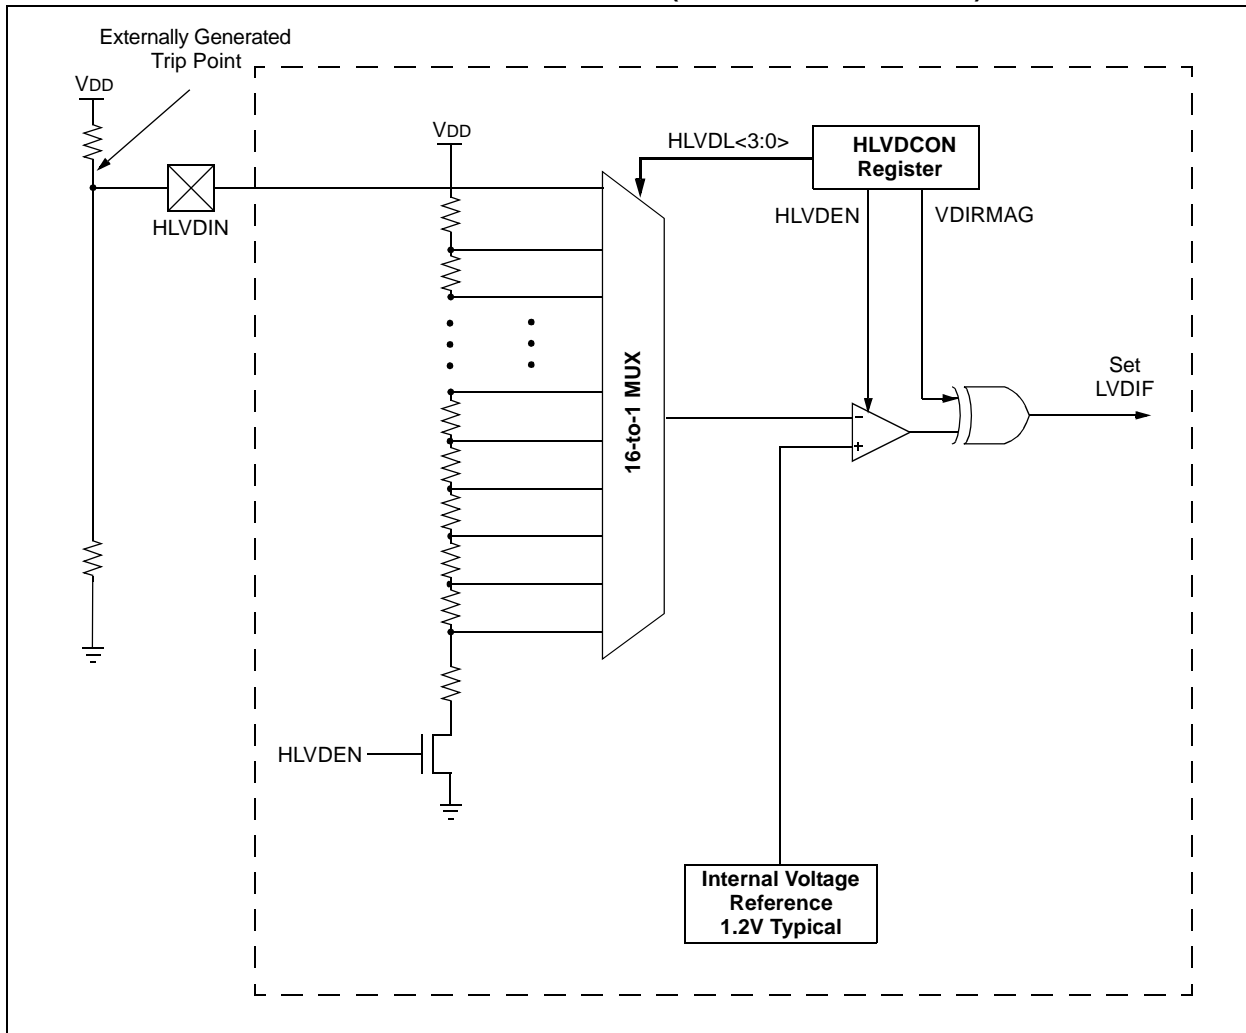 Externally Generated
Trip Point
VDD
VDD
HLVDIN
HLVDL<3:0>
HLVDCON
Register
HLVDEN
VDIRMAG
16-to-1 MUX
–
+
Set
LVDIF
HLVDEN
Internal Voltage
Reference
1.2V Typical